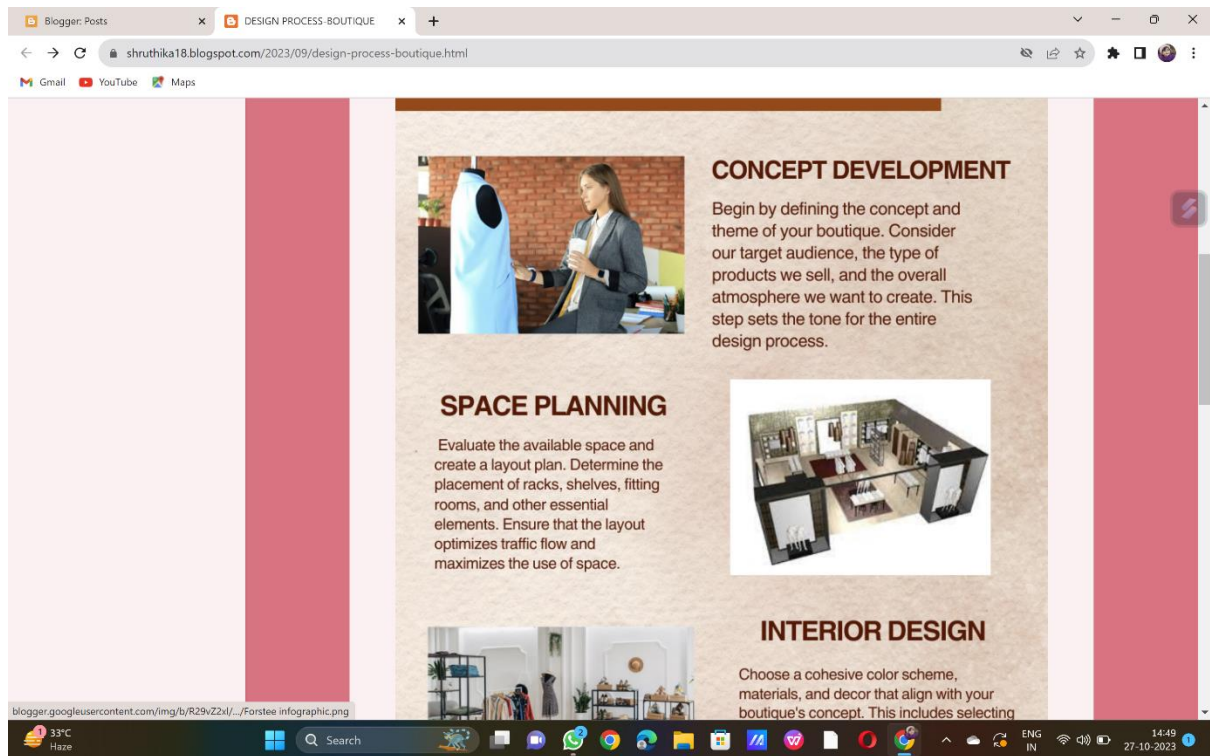 Blogger: Posts
DESIGN PROCESS-BOUTIQUE
shruthika18.blogspot.com/2023/09/design-process-boutique.html
Gmail YouTube Maps
CONCEPT DEVELOPMENT
Begin by defining the concept and
theme of your boutique. Consider
our target audience, the type of
products we sell, and the overall
atmosphere we want to create. This
step sets the tone for the entire
design process.
SPACE PLANNING
Evaluate the available space and
create a layout plan. Determine the
placement of racks, shelves, fitting
rooms, and other essential
elements. Ensure that the layout
optimizes traffic flow and
maximizes the use of space.
INTERIOR DESIGN
Choose a cohesive color scheme,
materials, and decor that align with your
boutique's concept. This includes selecting
blogger.googleusercontent.com/img/b/R29vZ2xl/.../Forstee infographic.png
1
33°C
Haze
Search
2
ENG
IN
14:49
27-10-2023
1